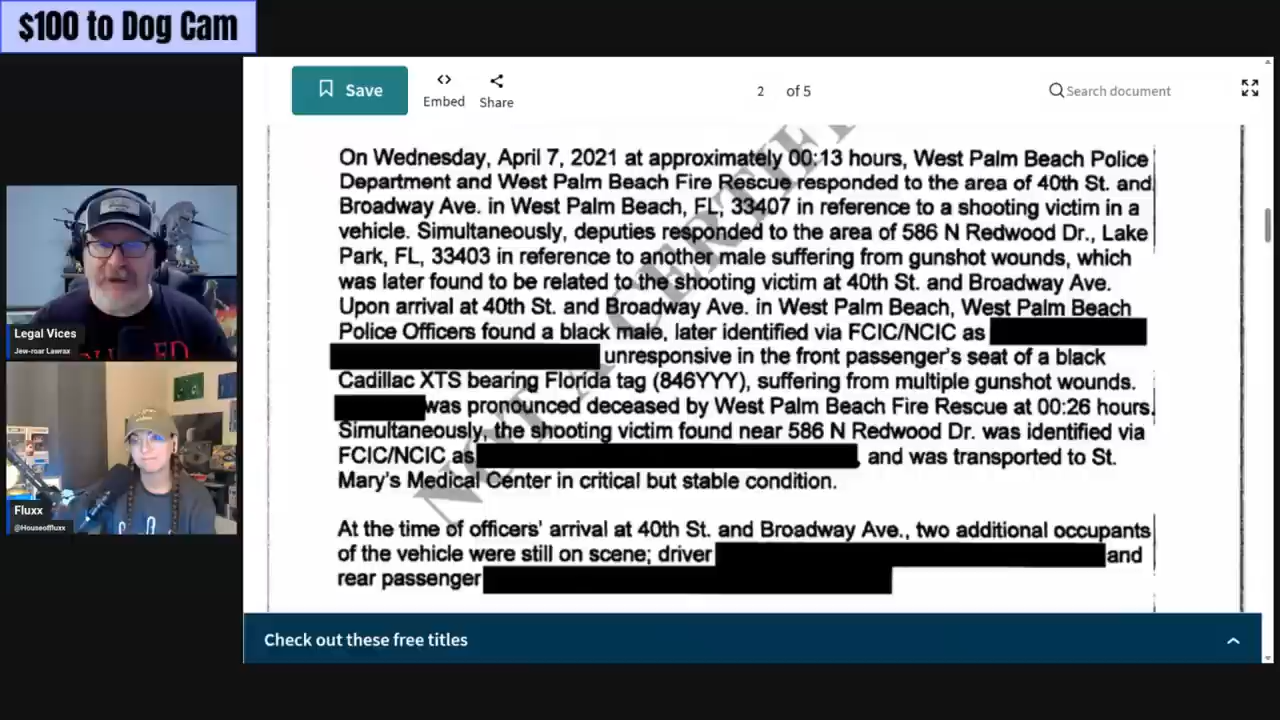 $100 to Dog Cam
Save
Embed
Share
2 of 5
Search document
On Wednesday, April 7, 2021 at approximately 00:13 hours, West Palm Beach Police
Department and West Palm Beach Fire Rescue responded to the area of 40th St. and
Broadway Ave. in West Palm Beach, FL, 33407 in reference to a shooting victim in a
vehicle. Simultaneously, deputies responded to the area of 586 N Redwood Dr., Lake
Park, FL, 33403 in reference to another male suffering from gunshot wounds, which
was later found to be related to the shooting victim at 40th St. and Broadway Ave.
Upon arrival at 40th St. and Broadway Ave. in West Palm Beach, West Palm Beach
Police Officers found a black male, later identified via FCIC/NCIC as
unresponsive in the front passenger's seat of a black
Cadillac XTS bearing Florida tag (846YYY), suffering from multiple gunshot wounds.
was pronounced deceased by West Palm Beach Fire Rescue at 00:26 hours.
Simultaneously, the shooting victim found near 586 N Redwood Dr. was identified via
FCIC/NCIC as , and was transported to St.
Mary's Medical Center in critical but stable condition.
At the time of officers' arrival at 40th St. and Broadway Ave., two additional occupants
of the vehicle were still on scene; driver and
rear passenger
NOT A CERTIFI
Legal Vices
Jew-roar Lawrax
Fluxx
@Houseoffluxx
Check out these free titles